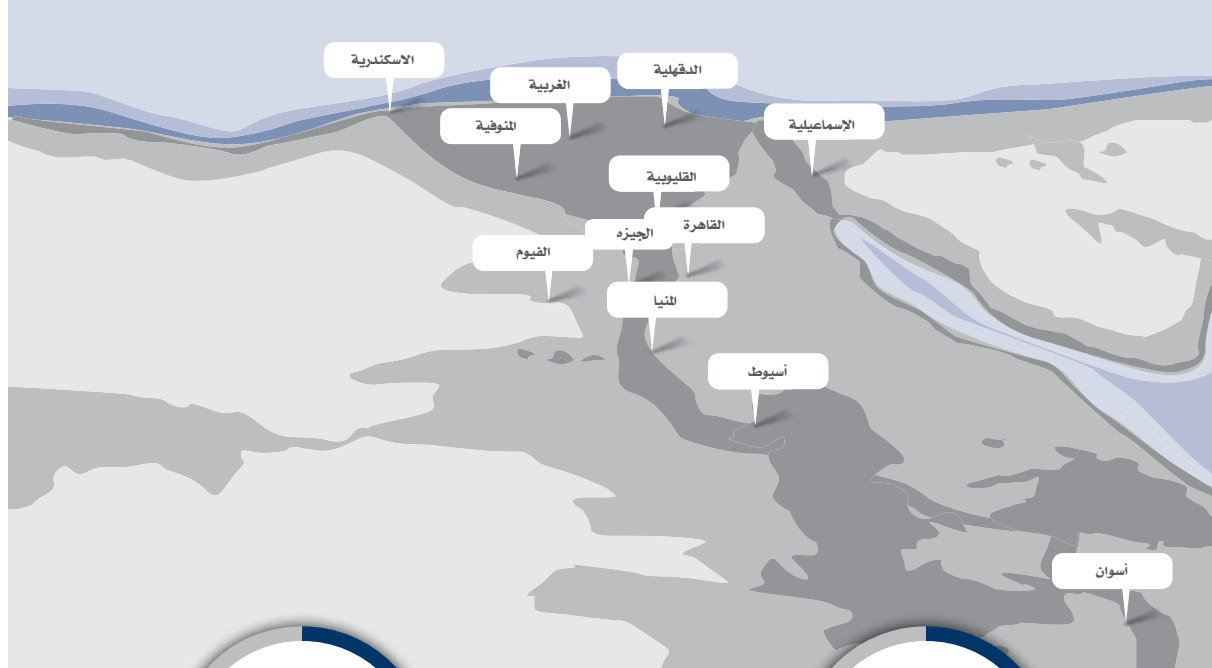 الاسكندرية
الدقهلية
الغربية
المنوفية
الإسماعيلية
القليوبية
القاهرة
الجيزه
الفيوم
المنيا
أسيوط
أسوان